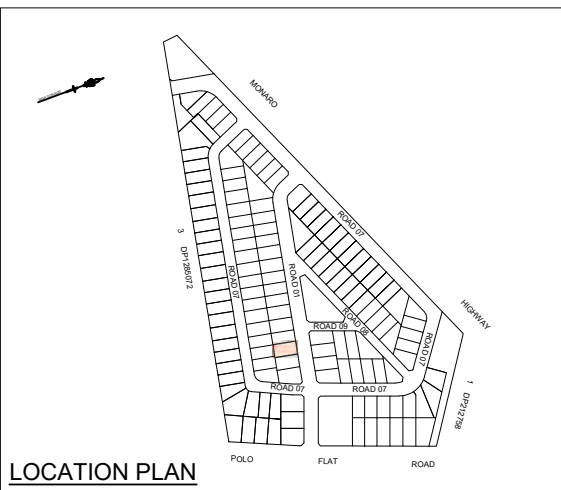 MONARO
HIGHWAY
ROAD 07
3 DP1285072
ROAD 07
ROAD 01
ROAD 08
ROAD 09
ROAD 07
1 DP212758
ROAD 07
ROAD 07
POLO FLAT ROAD
LOCATION PLAN